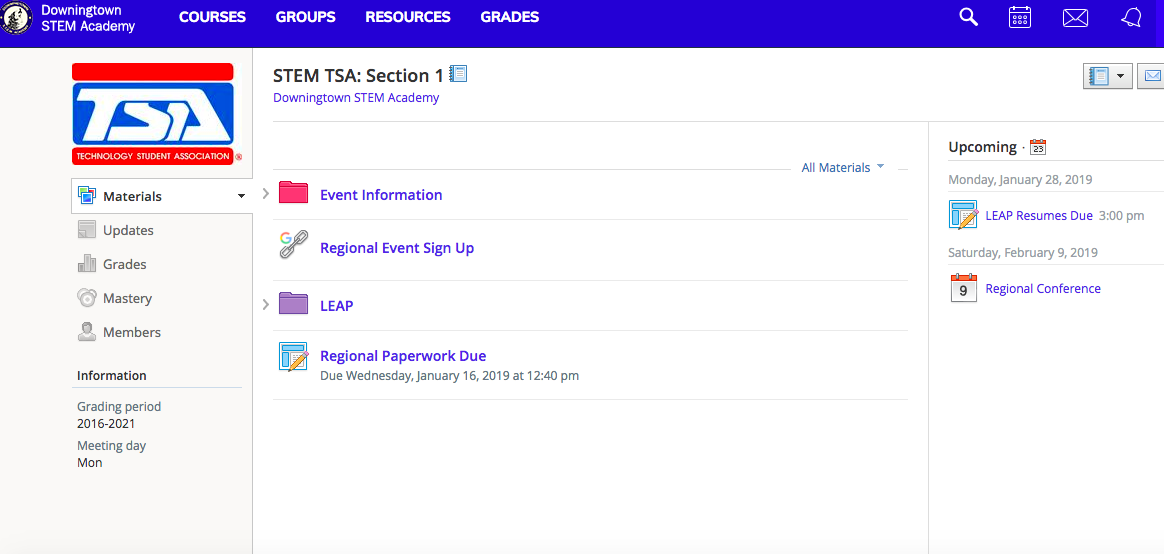 Downingtown
STEM Academy
COURSES GROUPS RESOURCES GRADES
TSA
TECHNOLOGY STUDENT ASSOCIATION ®
Materials
Updates
Grades
Mastery
Members
Information
Grading period
2016-2021
Meeting day
Mon
STEM TSA: Section 1
Downingtown STEM Academy
All Materials
Event Information
G
Regional Event Sign Up
LEAP
Regional Paperwork Due
Due Wednesday, January 16, 2019 at 12:40 pm
Upcoming · 23
Monday, January 28, 2019
LEAP Resumes Due 3:00 pm
Saturday, February 9, 2019
9 Regional Conference